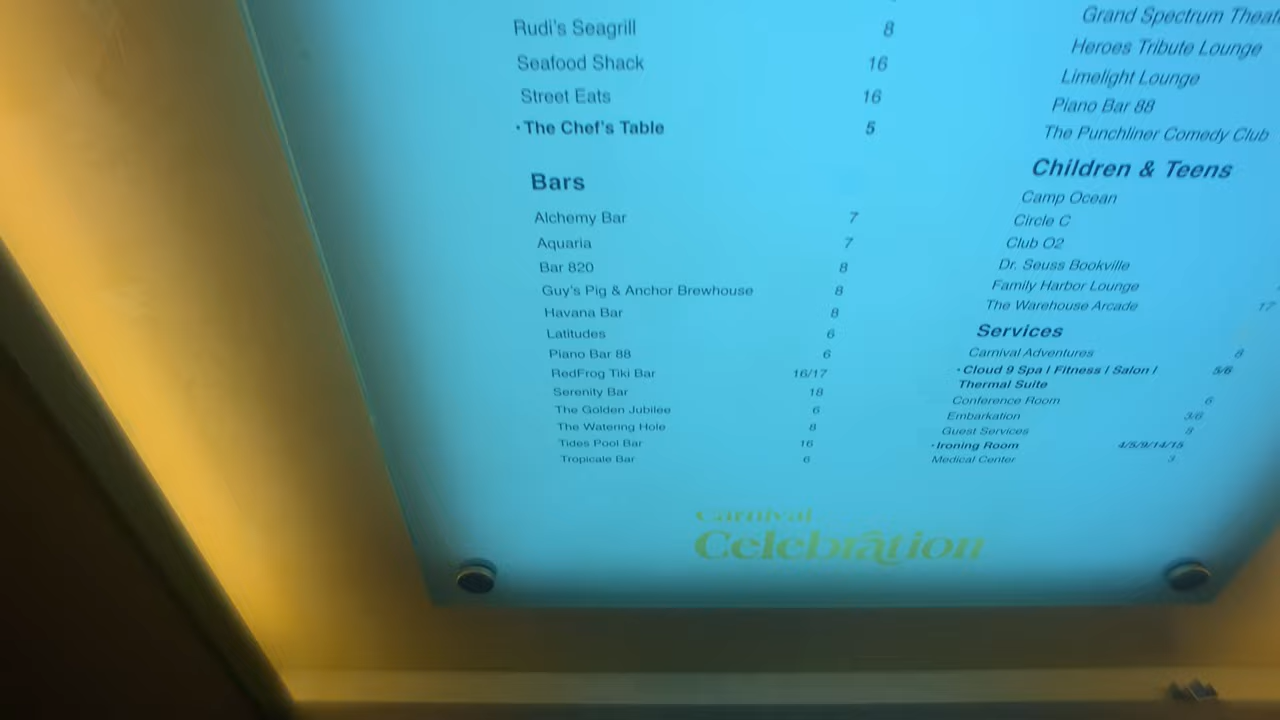 Rudi's Seagrill 8
Seafood Shack 16
Street Eats 16
·The Chef's Table 5
Bars
Alchemy Bar 7
Aquaria 7
Bar 820 8
Guy's Pig & Anchor Brewhouse 8
Havana Bar 8
Latitudes 6
Piano Bar 88 6
RedFrog Tiki Bar 16/17
Serenity Bar 18
The Golden Jubilee 6
The Watering Hole 8
Tides Pool Bar 16
Tropicale Bar 6
Grand Spectrum
Heroes Tribute Lounge
Limelight Lounge
Piano Bar 88
The Punchliner Comedy Club
Children & Teens
Camp Ocean
Circle C
Club O2
Dr. Seuss Bookville
Family Harbor Lounge
The Warehouse Arcade 17
Services
Carnival Adventures 8
·Cloud 9 Spa / Fitness / Salon / 5/6
Thermal Suite
Conference Room 6
Embarkation 3/6
Guest Services 8
·Ironing Room 4/5/9/14/15
Medical Center 3
Carnival
Celebration